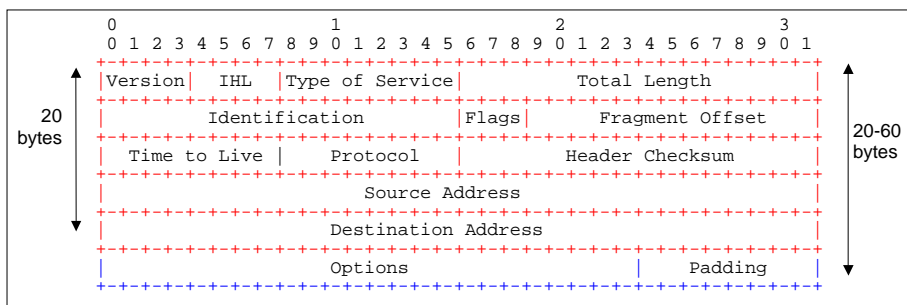 0 1 2 3
0 1 2 3 4 5 6 7 8 9 0 1 2 3 4 5 6 7 8 9 0 1 2 3 4 5 6 7 8 9 0 1
+-+-+-+-+-+-+-+-+-+-+-+-+-+-+-+-+-+-+-+-+-+-+-+-+-+-+-+-+-+-+-+-+
|Version| IHL |Type of Service| Total Length |
+-+-+-+-+-+-+-+-+-+-+-+-+-+-+-+-+-+-+-+-+-+-+-+-+-+-+-+-+-+-+-+-+
20 bytes
| Identification |Flags| Fragment Offset |
+-+-+-+-+-+-+-+-+-+-+-+-+-+-+-+-+-+-+-+-+-+-+-+-+-+-+-+-+-+-+-+-+
20-60 bytes
| Time to Live | Protocol | Header Checksum |
+-+-+-+-+-+-+-+-+-+-+-+-+-+-+-+-+-+-+-+-+-+-+-+-+-+-+-+-+-+-+-+-+
| Source Address |
+-+-+-+-+-+-+-+-+-+-+-+-+-+-+-+-+-+-+-+-+-+-+-+-+-+-+-+-+-+-+-+-+
| Destination Address |
+-+-+-+-+-+-+-+-+-+-+-+-+-+-+-+-+-+-+-+-+-+-+-+-+-+-+-+-+-+-+-+-+
| Options | Padding |
+-+-+-+-+-+-+-+-+-+-+-+-+-+-+-+-+-+-+-+-+-+-+-+-+-+-+-+-+-+-+-+-+